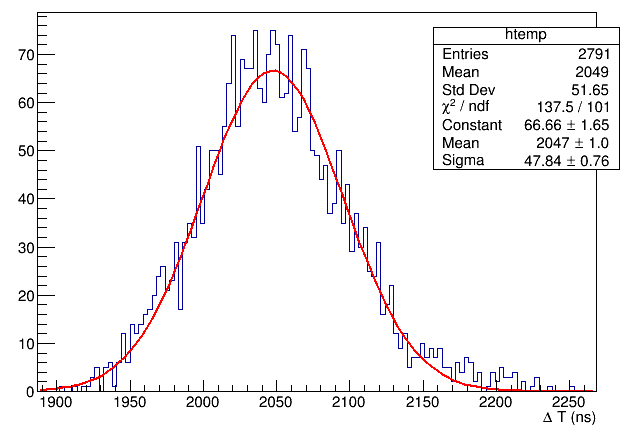 htemp
Entries 2791
Mean 2049
Std Dev 51.65
χ² / ndf 137.5 / 101
Constant 66.66 ± 1.65
Mean 2047 ± 1.0
Sigma 47.84 ± 0.76
70
60
50
40
30
20
10
0
1900 1950 2000 2050 2100 2150 2200 2250
Δ T (ns)